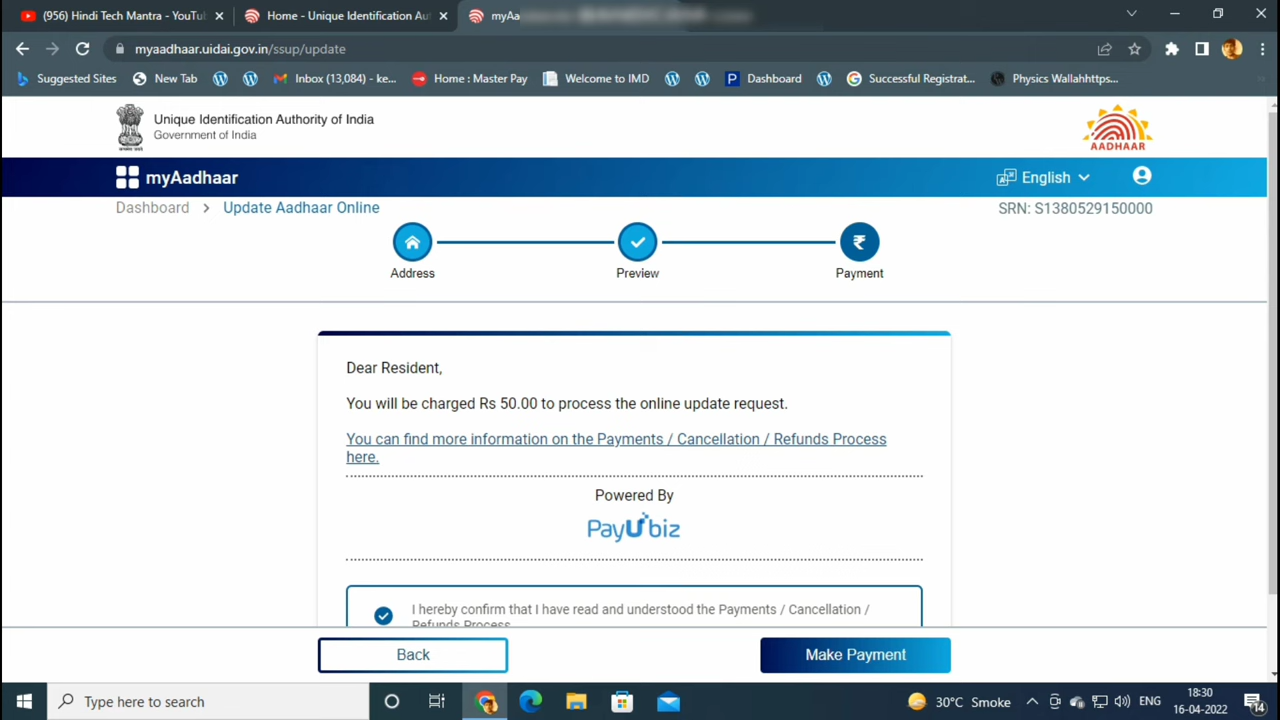 (956) Hindi Tech Mantra - YouTu
Home - Unique Identification Au
myAa
myaadhaar.uidai.gov.in/ssup/update
Suggested Sites
New Tab
Inbox (13,084) - ke...
Home : Master Pay
Welcome to IMD
Dashboard
Successful Registrat...
Physics Wallahhttps...
Unique Identification Authority of India
Government of India
AADHAAR
myAadhaar
English
Dashboard > Update Aadhaar Online
SRN: S1380529150000
Address
Preview
Payment
Dear Resident,
You will be charged Rs 50.00 to process the online update request.
You can find more information on the Payments / Cancellation / Refunds Process
here.
Powered By
PayUbiz
I hereby confirm that I have read and understood the Payments / Cancellation /
Refunds Process
Back
Make Payment
Type here to search
30°C Smoke
ENG
18:30
16-04-2022
14